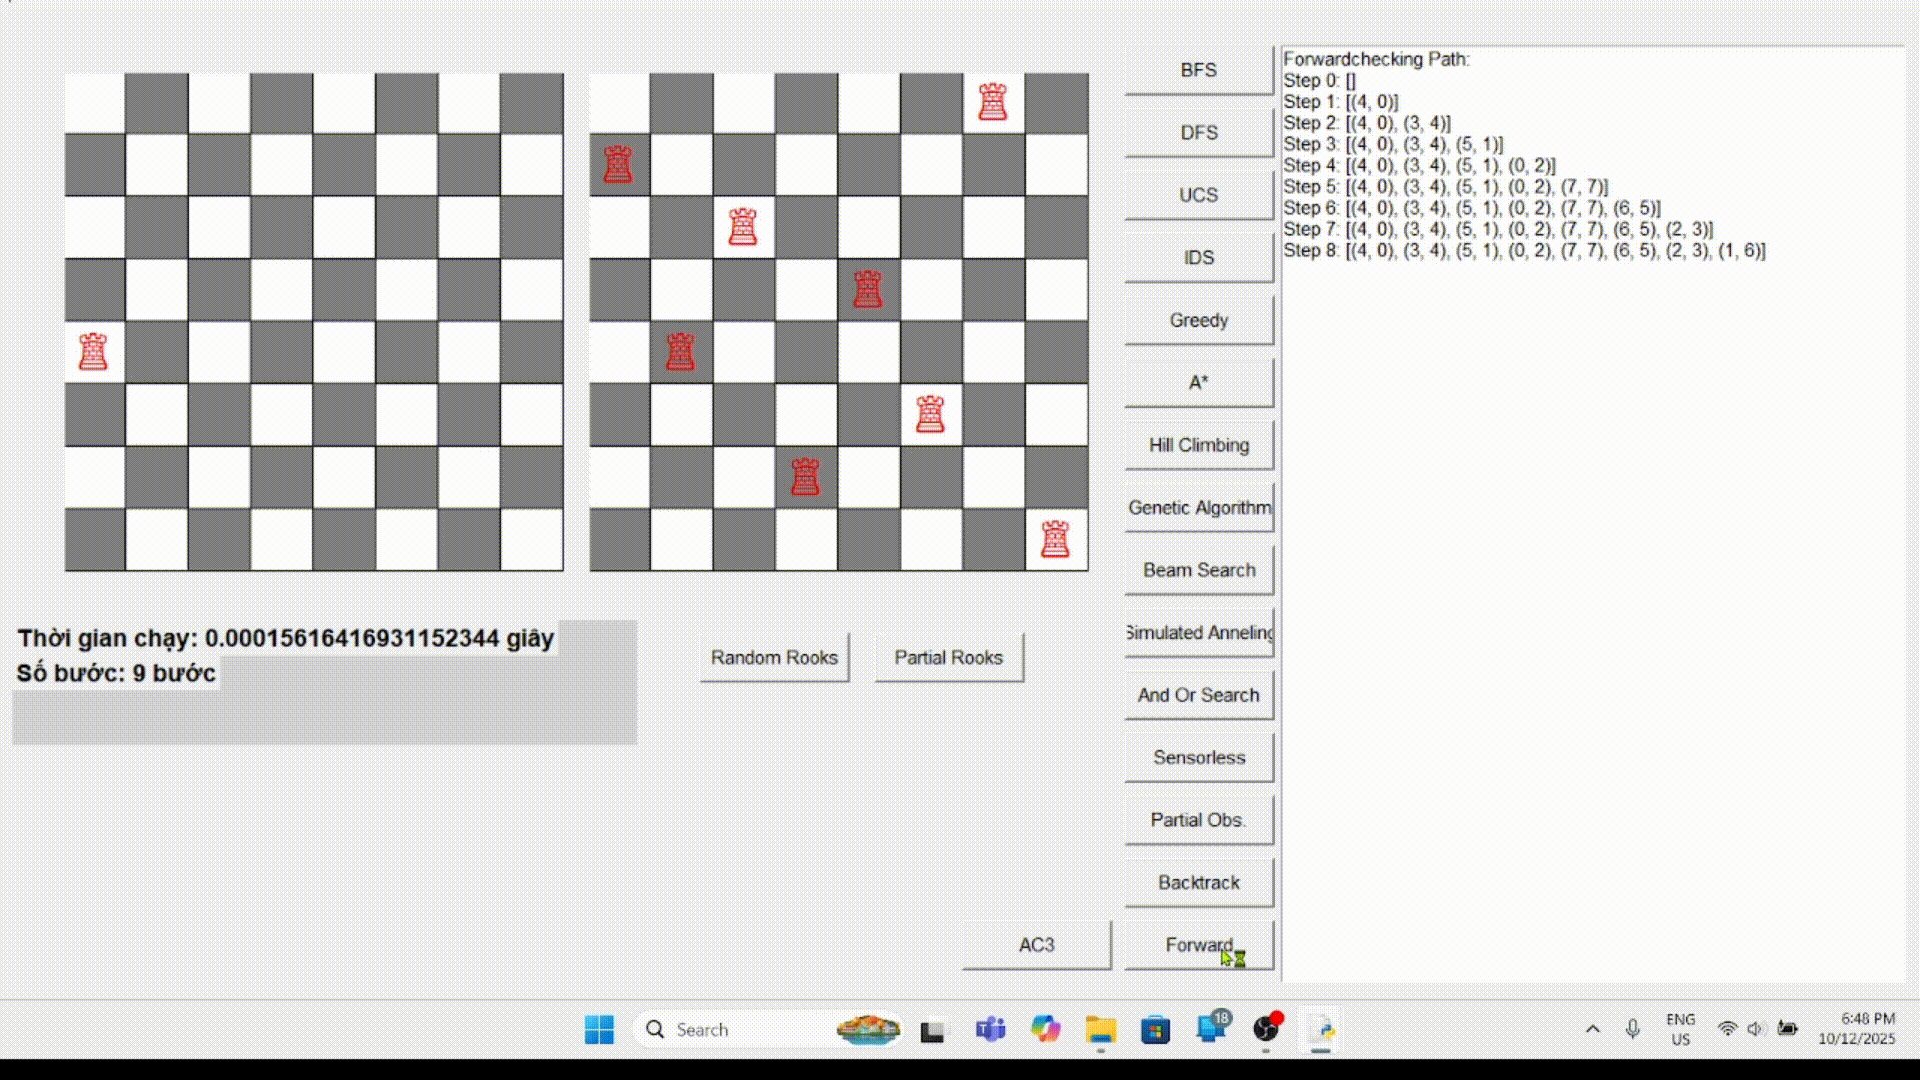 Thời gian chạy: 0.00015616416931152344 giây
Số bước: 9 bước
Random Rooks
Partial Rooks
BFS
DFS
UCS
IDS
Greedy
A*
Hill Climbing
Genetic Algorithm
Beam Search
Simulated Anneling
And Or Search
Sensorless
Partial Obs.
Backtrack
AC3
Forward
Forwardchecking Path:
Step 0: []
Step 1: [(4, 0)]
Step 2: [(4, 0), (3, 4)]
Step 3: [(4, 0), (3, 4), (5, 1)]
Step 4: [(4, 0), (3, 4), (5, 1), (0, 2)]
Step 5: [(4, 0), (3, 4), (5, 1), (0, 2), (7, 7)]
Step 6: [(4, 0), (3, 4), (5, 1), (0, 2), (7, 7), (6, 5)]
Step 7: [(4, 0), (3, 4), (5, 1), (0, 2), (7, 7), (6, 5), (2, 3)]
Step 8: [(4, 0), (3, 4), (5, 1), (0, 2), (7, 7), (6, 5), (2, 3), (1, 6)]
Search
18
ENG
US
6:48 PM
10/12/2025